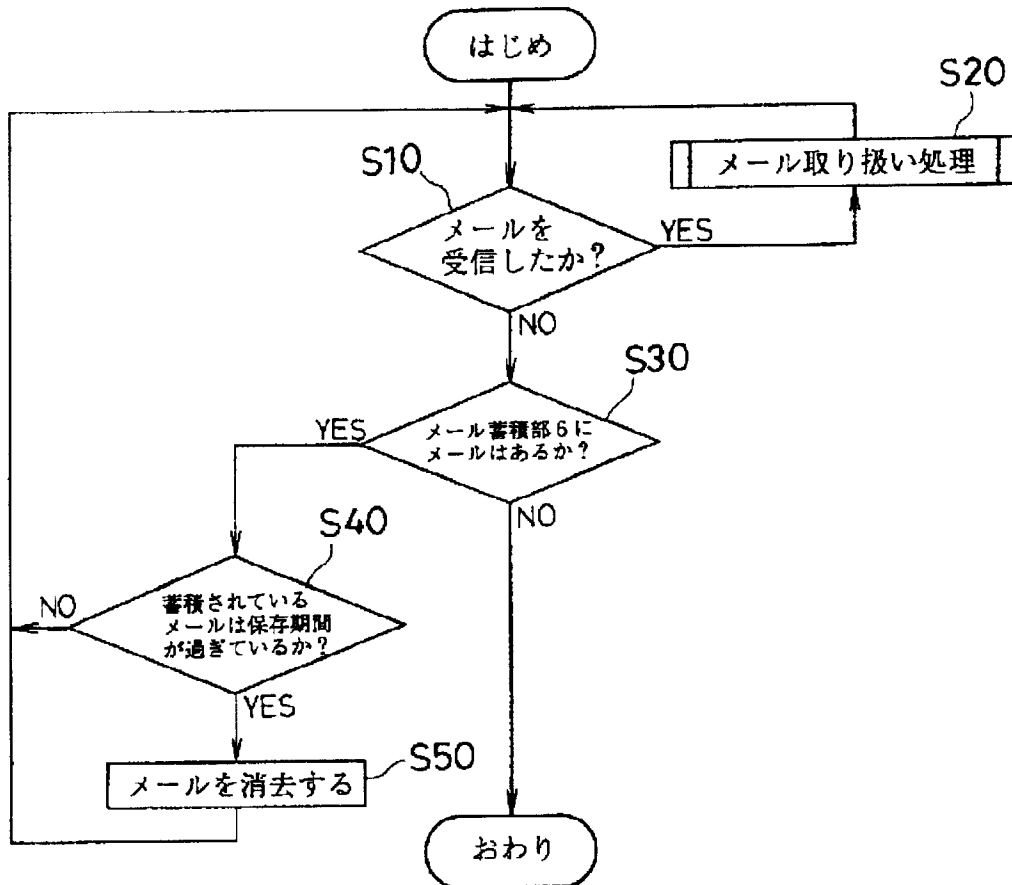 はじめ
S20
メール取り扱い処理
S10
メールを
受信したか?
YES
NO
S30
メール蓄積部6に
メールはあるか?
YES
NO
S40
蓄積されている
メールは保存期間
が過ぎているか?
NO
YES
S50
メールを消去する
おわり